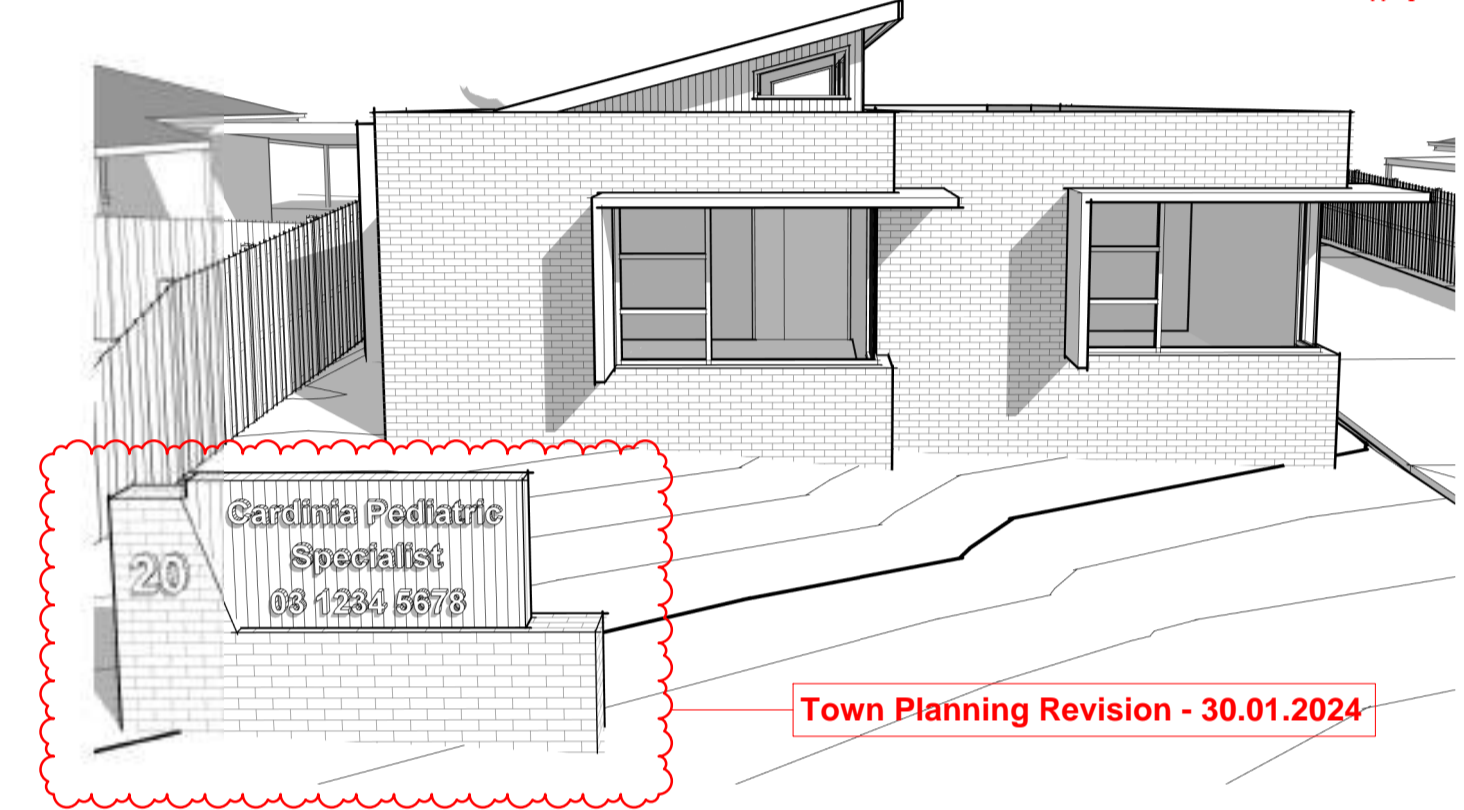 Cardinia Pediatric
Specialist
03 1234 5678
20
Town Planning Revision - 30.01.2024